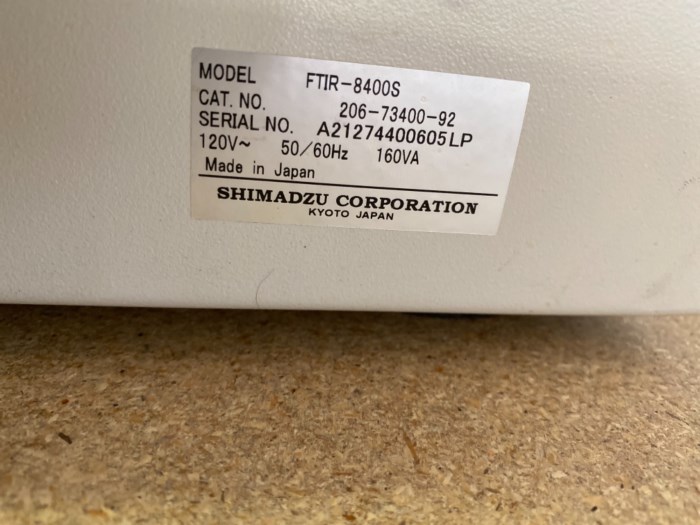 MODEL FTIR-8400S
CAT. NO. 206-73400-92
SERIAL NO. A21274400605LP
120V~ 50/60Hz 160VA
Made in Japan
SHIMADZU CORPORATION
KYOTO JAPAN